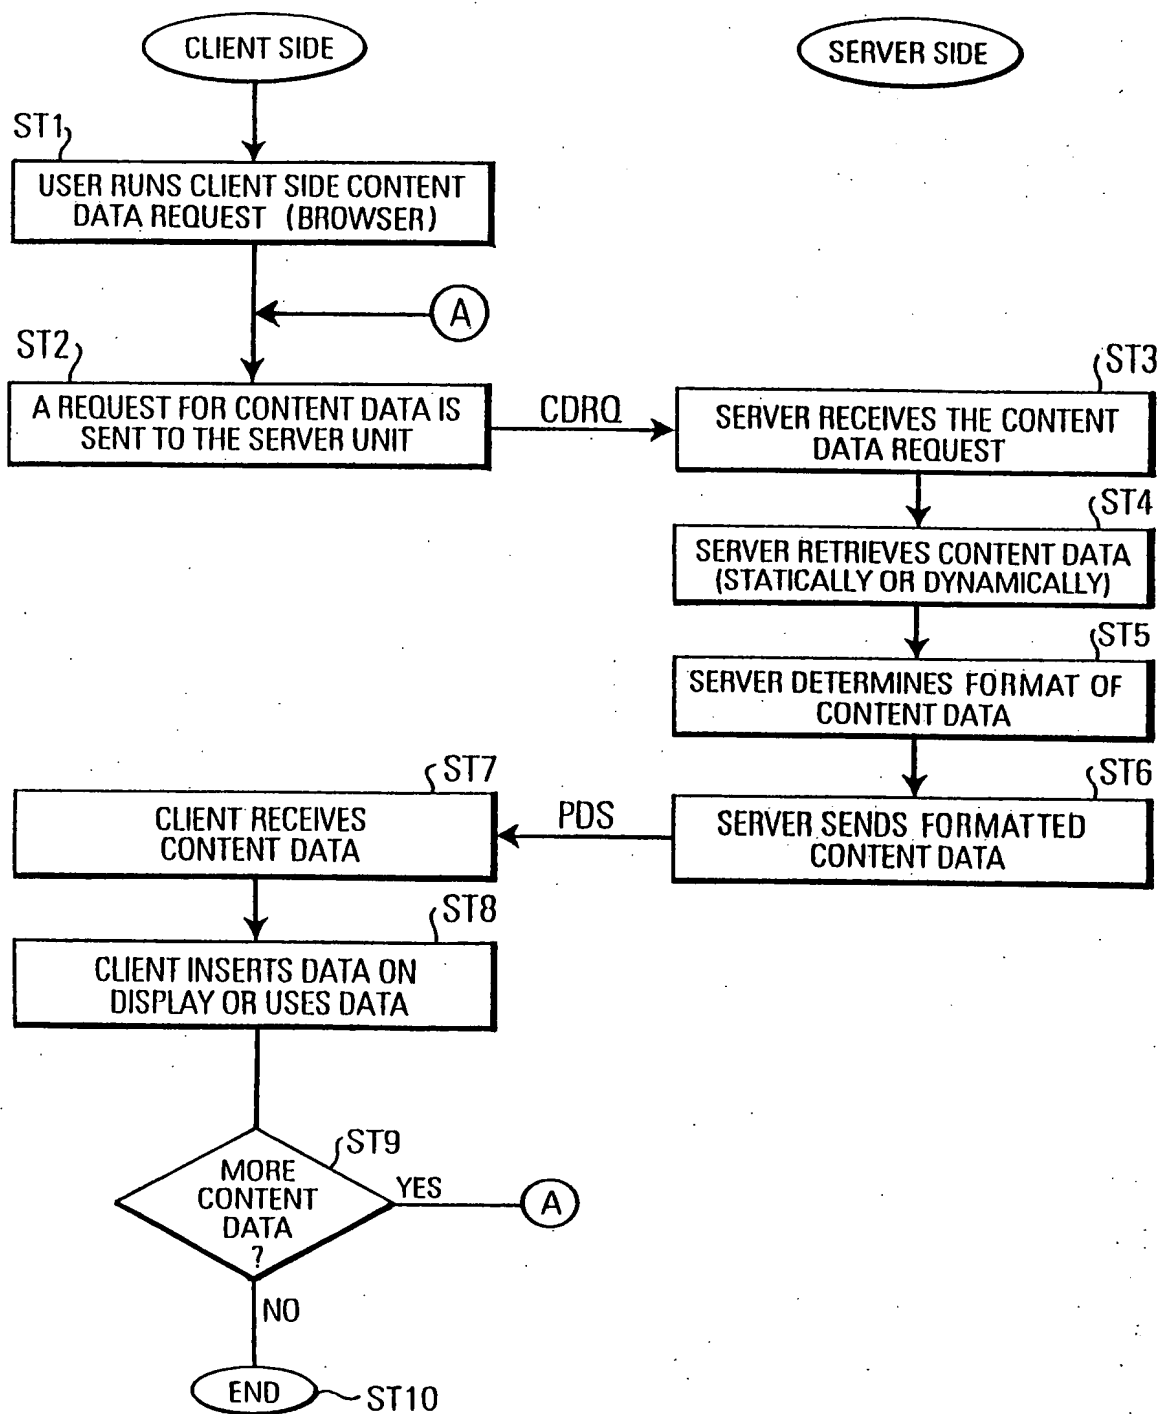 CLIENT SIDE
SERVER SIDE
ST1
USER RUNS CLIENT SIDE CONTENT
DATA REQUEST (BROWSER)
A
ST2
A REQUEST FOR CONTENT DATA IS
SENT TO THE SERVER UNIT
CDRQ
ST3
SERVER RECEIVES THE CONTENT
DATA REQUEST
ST4
SERVER RETRIEVES CONTENT DATA
(STATICALLY OR DYNAMICALLY)
ST5
SERVER DETERMINES FORMAT OF
CONTENT DATA
ST6
SERVER SENDS FORMATTED
CONTENT DATA
PDS
ST7
CLIENT RECEIVES
CONTENT DATA
ST8
CLIENT INSERTS DATA ON
DISPLAY OR USES DATA
ST9
MORE
CONTENT
DATA
?
YES
A
NO
END
ST10